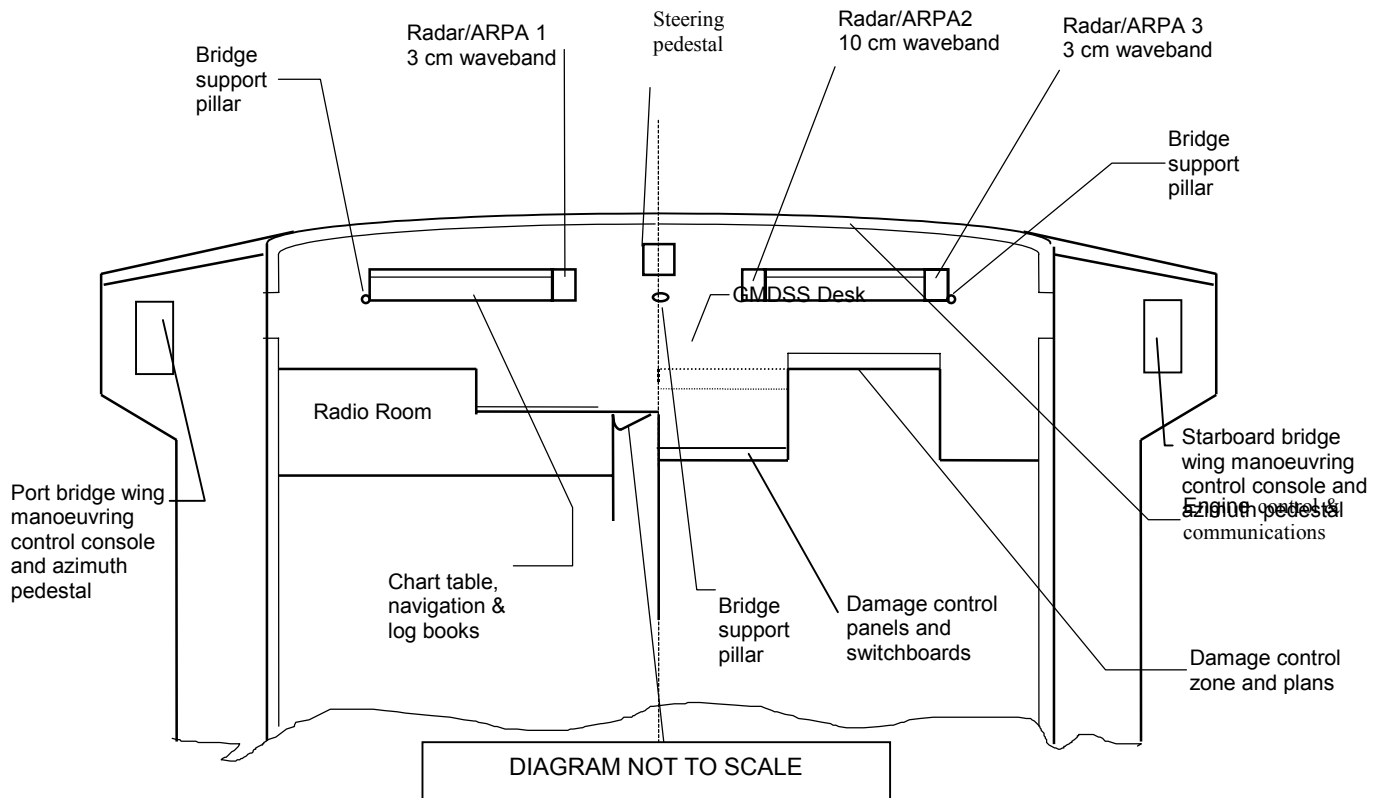 Steering
pedestal
Radar/ARPA2
10 cm waveband
Radar/ARPA 3
3 cm waveband
Radar/ARPA 1
3 cm waveband
Bridge
support
pillar
Bridge
support
pillar
GMDSS Desk
Radio Room
Port bridge wing
manoeuvring
control console
and azimuth
pedestal
Starboard bridge
wing manoeuvring
control console and
azimuth pedestal
Engine control &
communications
Chart table,
navigation &
log books
Bridge
support
pillar
Damage control
panels and
switchboards
Damage control
zone and plans
DIAGRAM NOT TO SCALE